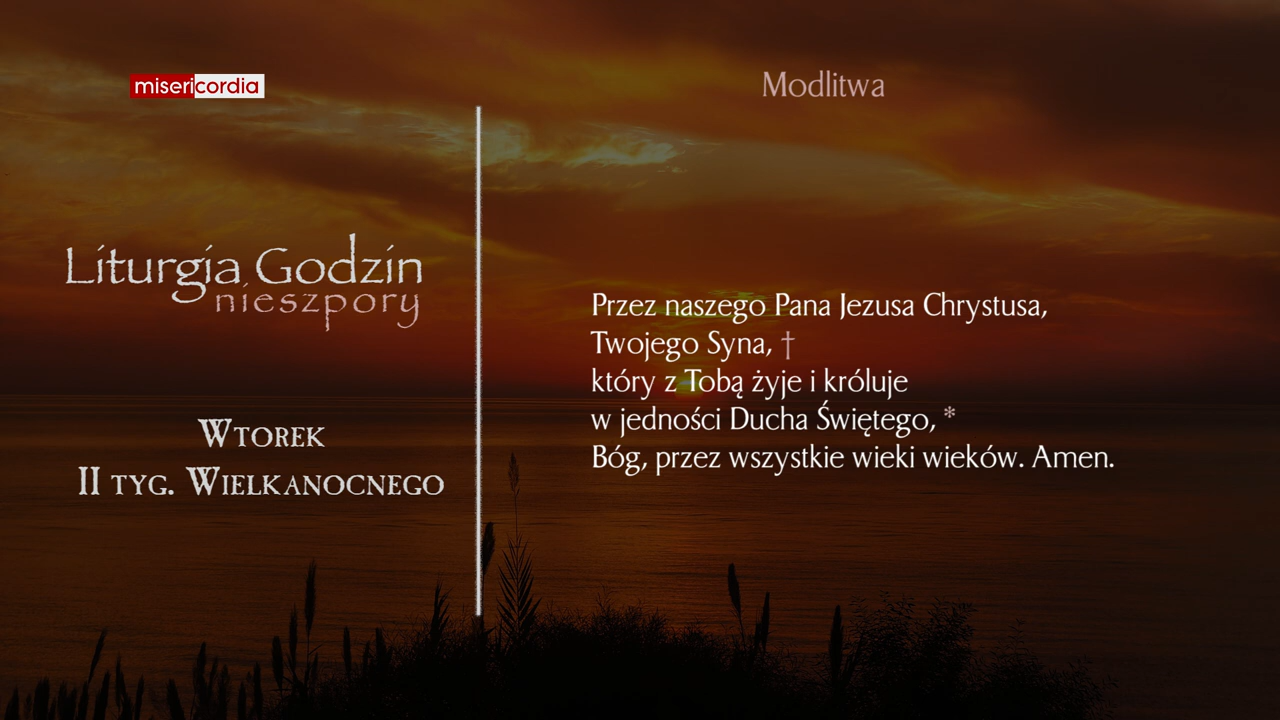 misericordia
Modlitwa
Liturgia Godzin
nieszpory
Wtorek
II tyg. Wielkanocnego
Przez naszego Pana Jezusa Chrystusa,
Twojego Syna, †
który z Tobą żyje i króluje
w jedności Ducha Świętego, *
Bóg, przez wszystkie wieki wieków. Amen.